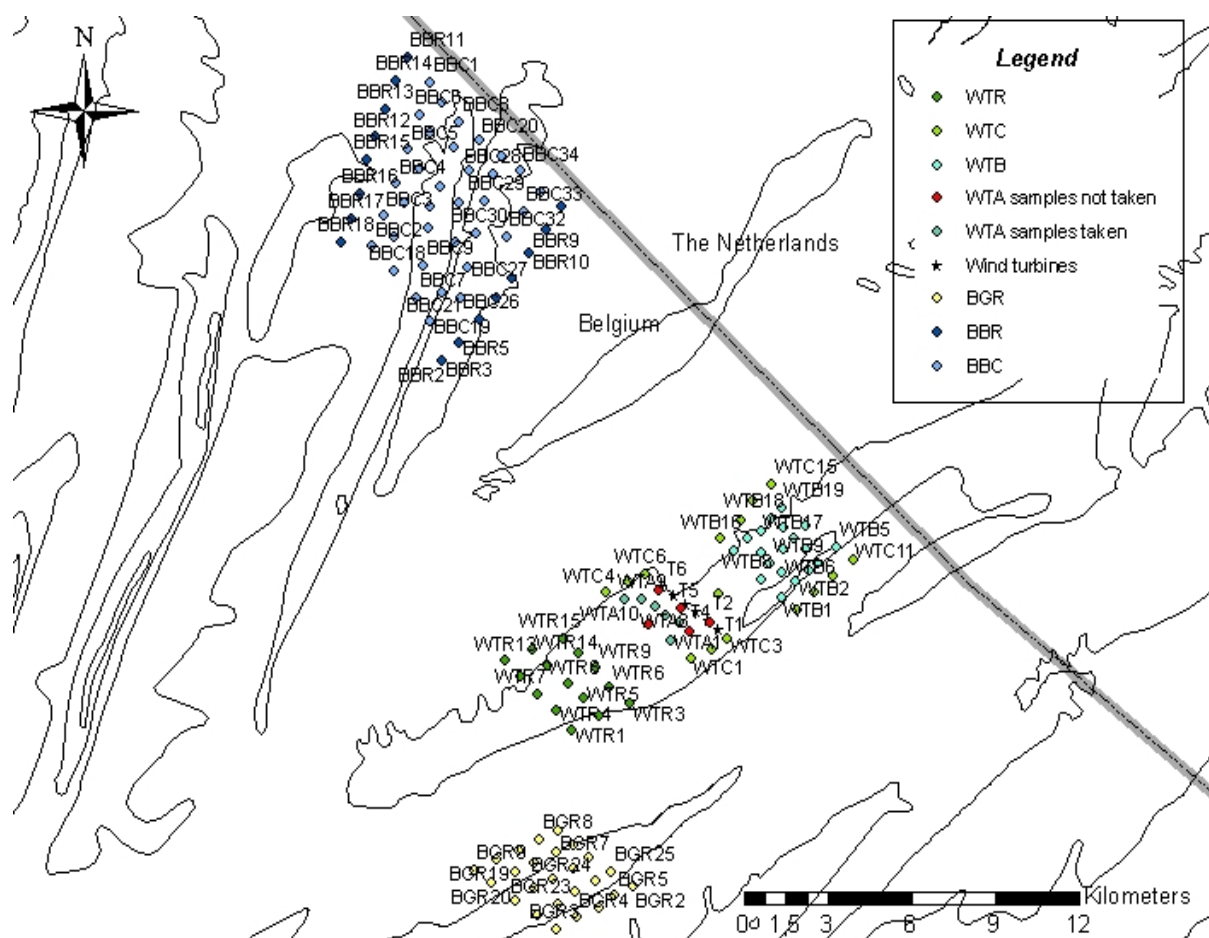 N
BBR11
BBR14 BBC1
BBR13 BBC6 BBC8
BBR12 BBC5 BBC20
BBR15 BBC28 BBC34
BBR16 BBC4 BBC29 BBC33
BBR17 BBC3 BBC30 BBC32
BBR18 BBC2 BBC9 BBR9
BBC18 BBC27 BBR10
BBC7
BBC21 BBC26
BBC19
BBR5
BBR2 BBR3
The Netherlands
Belgium
Legend
WTR
WTC
WTB
WTA samples not taken
WTA samples taken
Wind turbines
BGR
BBR
BBC
WTC15
WTB18 WTB19
WTB16 WTB17 WTB5
WTB8 WTB9 WTC11
WTB6
WTB2
WTB1
WTC6 T6
WTC4 WTA9 T5
WTA10 T4 T2
WTA1 T1
WTC3
WTC1
WTR15
WTR14
WTR9
WTR7 WTR6
WTR5
WTR4 WTR3
WTR1
BGR8
BGR7
BGR24 BGR25
BGR19 BGR5
BGR20 BGR23 BGR4 BGR2
BGR3
Kilometers
0 1,5 3 6 9 12